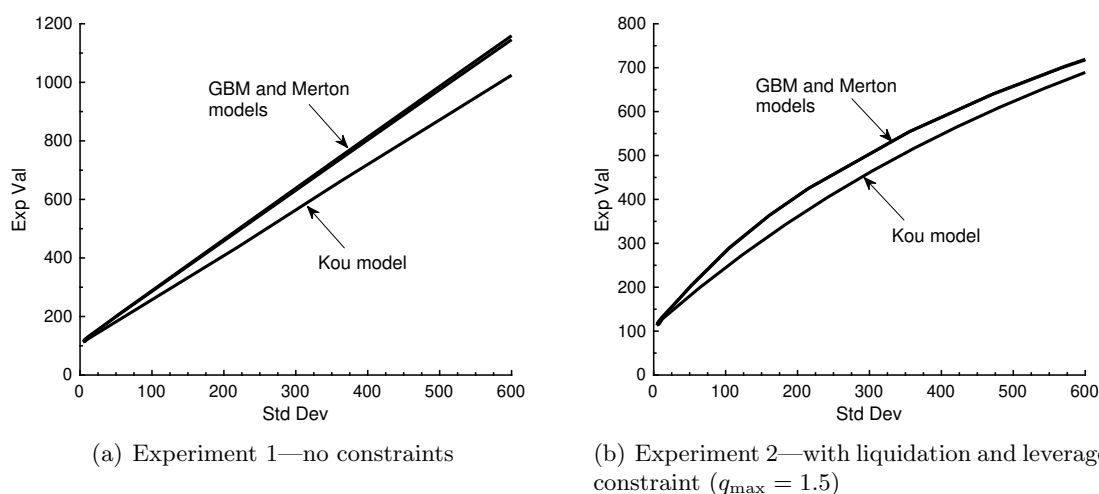 1200
1000
800
600
400
200
0
Exp Val
GBM and Merton
models
Kou model
0 100 200 300 400 500 600
Std Dev
(a) Experiment 1—no constraints
800
700
600
500
400
300
200
100
0
Exp Val
GBM and Merton
models
Kou model
0 100 200 300 400 500 600
Std Dev
(b) Experiment 2—with liquidation and leverage
constraint (q_max = 1.5)